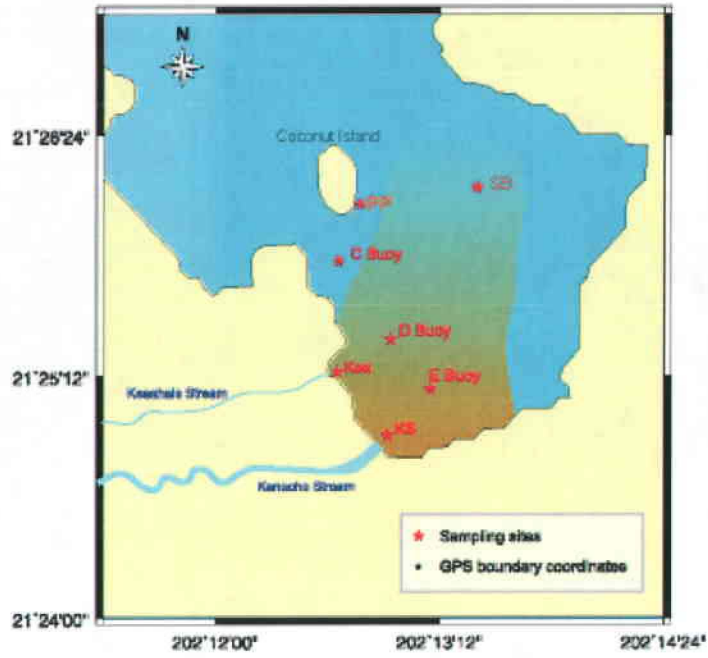 N
21°26'24"
Coconut Island
SB
C Buoy
D Buoy
21°25'12"
Kea
E Buoy
Keaahala Stream
KS
Kaneohe Stream
Sampling sites
GPS boundary coordinates
21°24'00"
202°12'00"
202°13'12"
202°14'24"